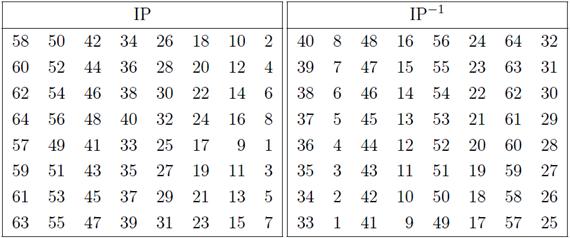 IP IP⁻¹
58 50 42 34 26 18 10 2 40 8 48 16 56 24 64 32
60 52 44 36 28 20 12 4 39 7 47 15 55 23 63 31
62 54 46 38 30 22 14 6 38 6 46 14 54 22 62 30
64 56 48 40 32 24 16 8 37 5 45 13 53 21 61 29
57 49 41 33 25 17 9 1 36 4 44 12 52 20 60 28
59 51 43 35 27 19 11 3 35 3 43 11 51 19 59 27
61 53 45 37 29 21 13 5 34 2 42 10 50 18 58 26
63 55 47 39 31 23 15 7 33 1 41 9 49 17 57 25